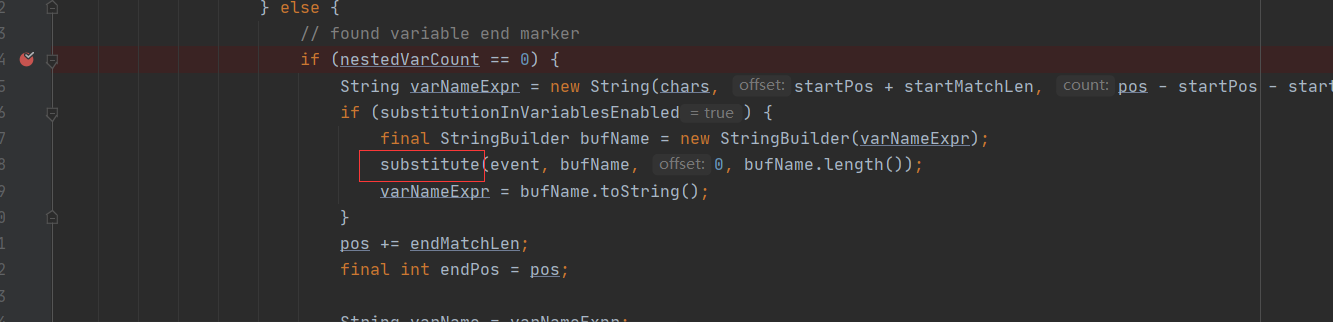 2 } else {
3 // found variable end marker
4 if (nestedVarCount == 0) {
5 String varNameExpr = new String(chars, offset: startPos + startMatchLen, count: pos - startPos - start
6 if (substitutionInVariablesEnabled = true ) {
7 final StringBuilder bufName = new StringBuilder(varNameExpr);
8 substitute(event, bufName, offset: 0, bufName.length());
9 varNameExpr = bufName.toString();
0 }
1 pos += endMatchLen;
2 final int endPos = pos;
3
4 String varName = varNameExpr;